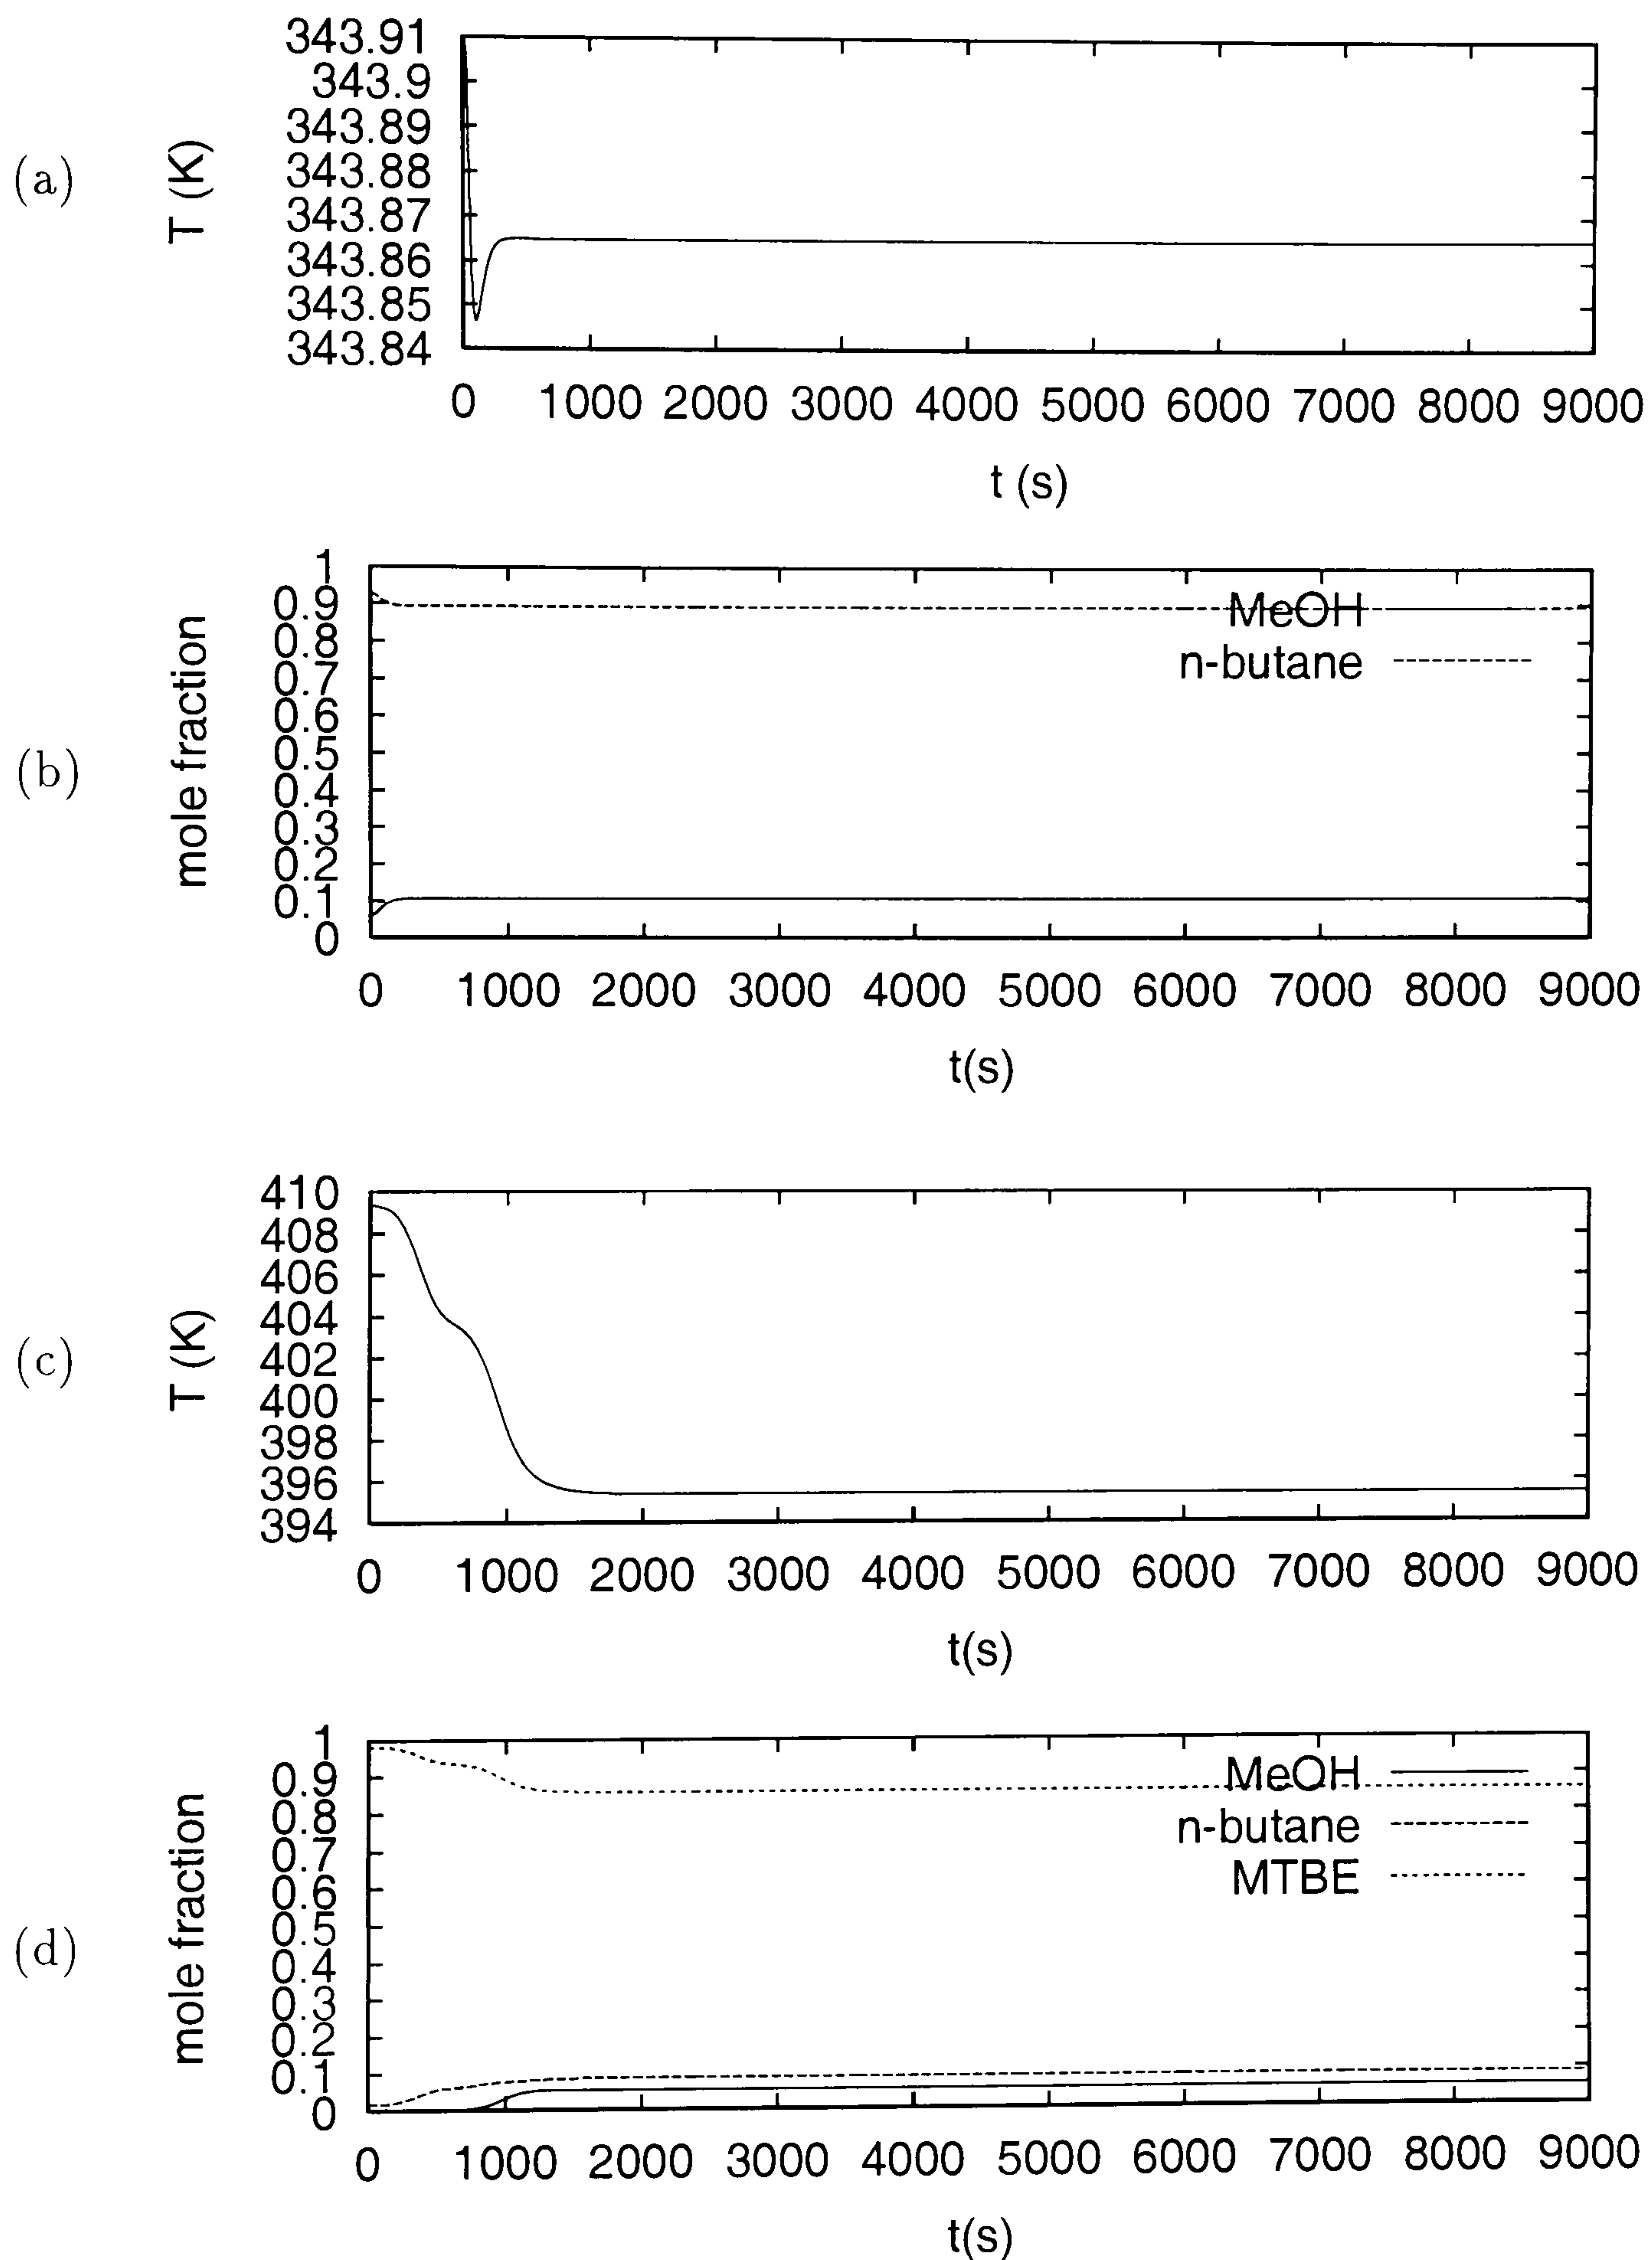 343.91
343.9
343.89
343.88
343.87
343.86
343.85
343.84
(a)
T (K)
0 1000 2000 3000 4000 5000 6000 7000 8000 9000
t (s)
1
0.9
0.8
0.7
0.6
0.5
0.4
0.3
0.2
0.1
0
(b)
mole fraction
MeOH
n-butane
0 1000 2000 3000 4000 5000 6000 7000 8000 9000
t(s)
410
408
406
404
402
400
398
396
394
(c)
T (K)
0 1000 2000 3000 4000 5000 6000 7000 8000 9000
t(s)
1
0.9
0.8
0.7
0.6
0.5
0.4
0.3
0.2
0.1
0
(d)
mole fraction
MeOH
n-butane
MTBE
0 1000 2000 3000 4000 5000 6000 7000 8000 9000
t(s)